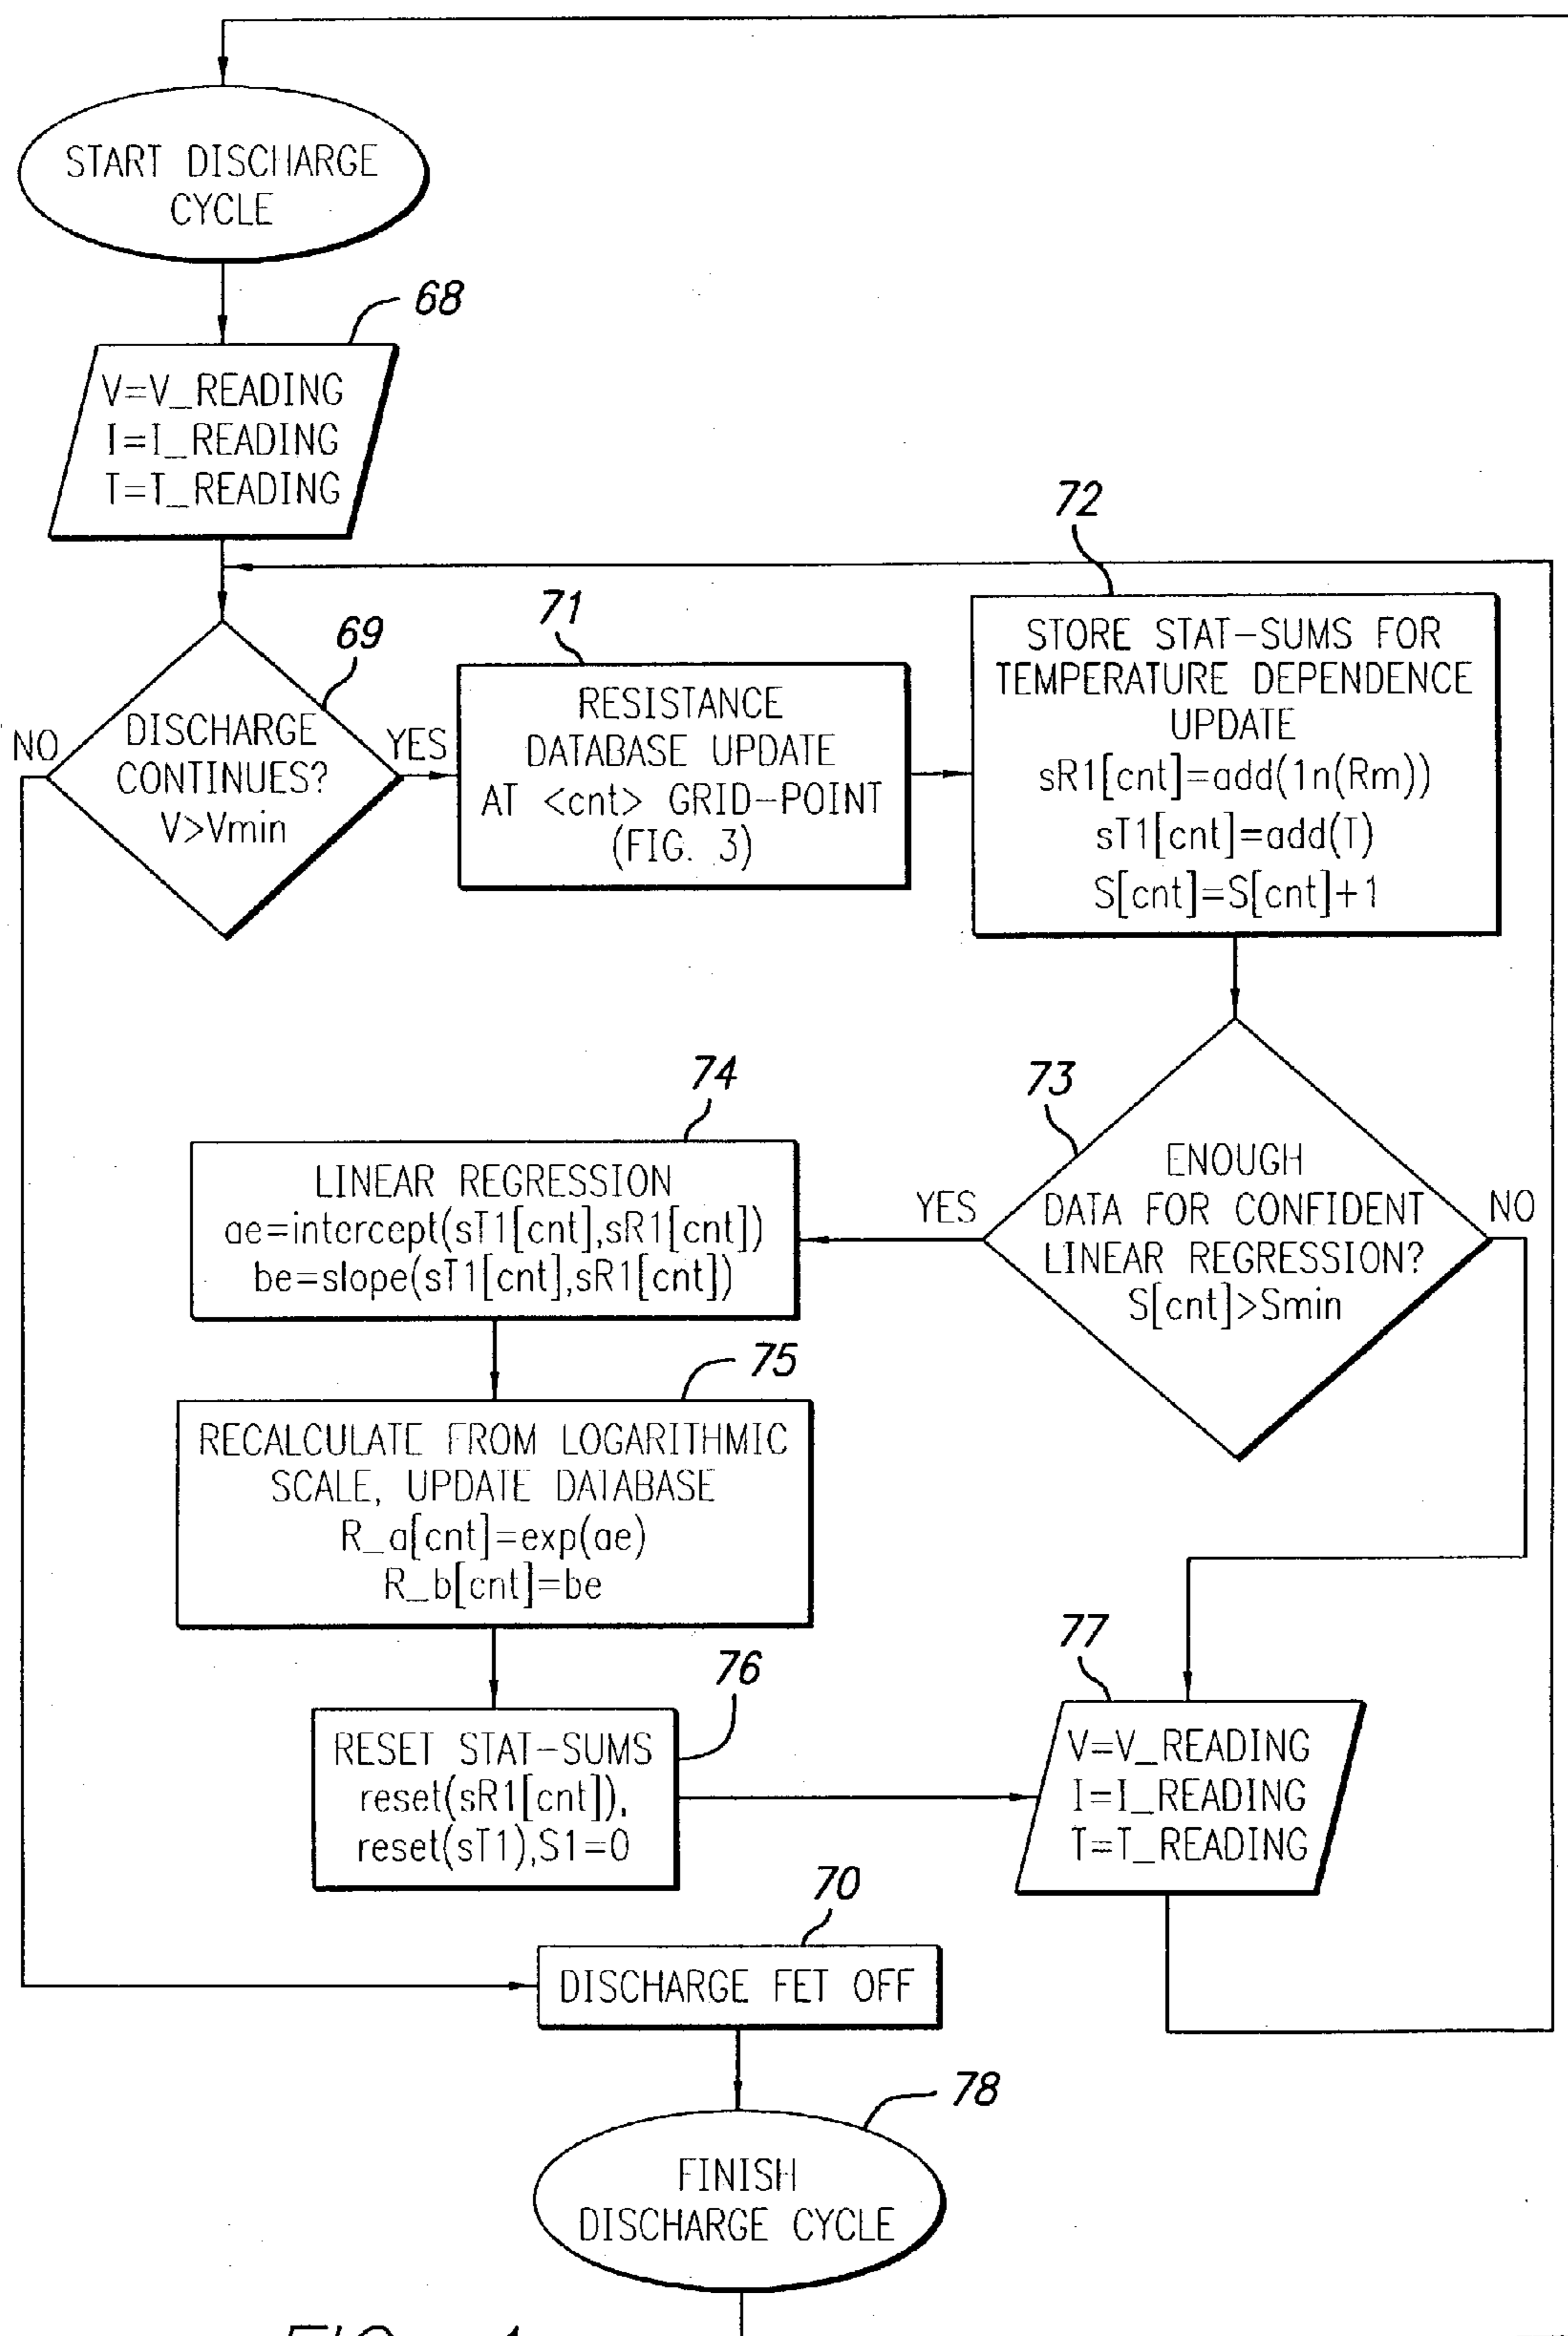 START DISCHARGE
CYCLE
68
V=V_READING
I=I_READING
T=T_READING
69
DISCHARGE
CONTINUES?
V>Vmin
NO
YES
71
RESISTANCE
DATABASE UPDATE
AT <cnt> GRID-POINT
(FIG. 3)
72
STORE STAT-SUMS FOR
TEMPERATURE DEPENDENCE
UPDATE
sR1[cnt]=add(1n(Rm))
sT1[cnt]=add(T)
S[cnt]=S[cnt]+1
73
ENOUGH
DATA FOR CONFIDENT
LINEAR REGRESSION?
S[cnt]>Smin
YES
NO
74
LINEAR REGRESSION
ae=intercept(sT1[cnt],sR1[cnt])
be=slope(sT1[cnt],sR1[cnt])
75
RECALCULATE FROM LOGARITHMIC
SCALE, UPDATE DATABASE
R_a[cnt]=exp(ae)
R_b[cnt]=be
76
RESET STAT-SUMS
reset(sR1[cnt]),
reset(sT1),S1=0
77
V=V_READING
I=I_READING
T=T_READING
70
DISCHARGE FET OFF
78
FINISH
DISCHARGE CYCLE